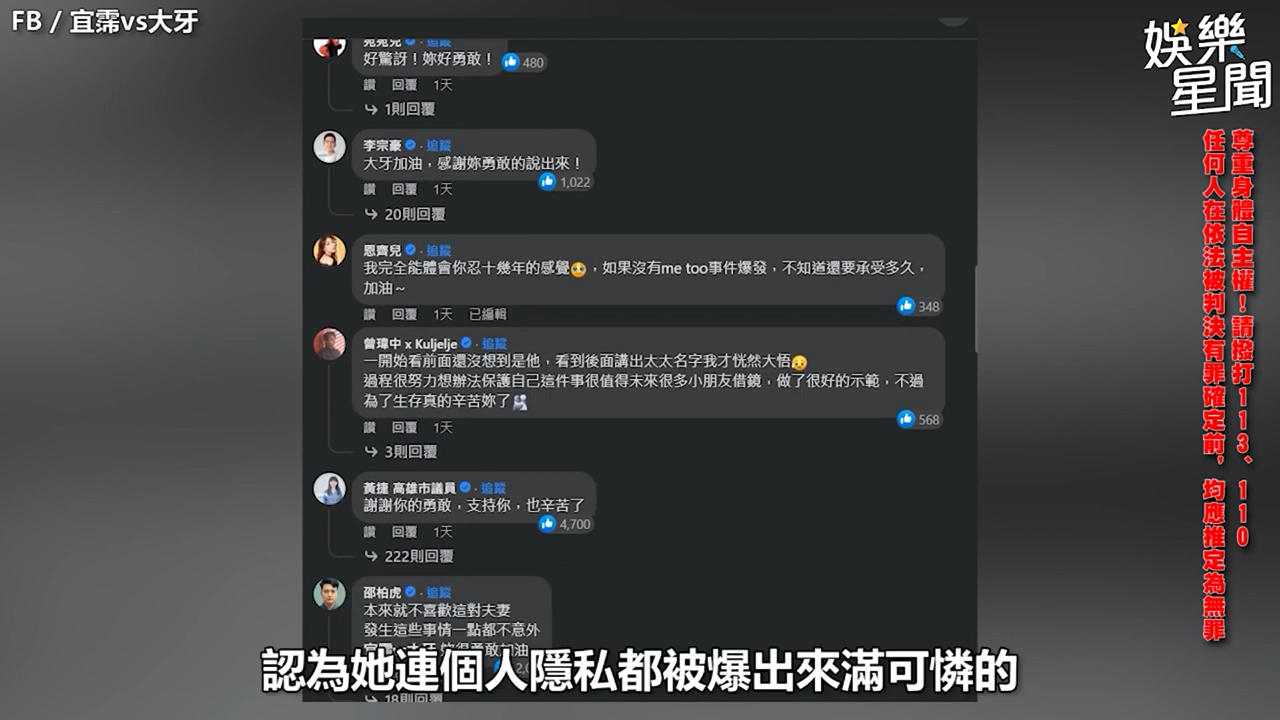 FB / 宜霈vs大牙
娛樂
星聞
尊重身體自主權！請撥打113、110
任何人在依法被判決有罪確定前，均應推定為無罪
菀菀兒 · 追蹤
好驚訝！妳好勇敢！
480
讚 回覆 1天
1則回覆
李宗豪 · 追蹤
大牙加油，感謝妳勇敢的說出來！
1,022
讚 回覆 1天
20則回覆
恩齊兒 · 追蹤
我完全能體會你忍十幾年的感覺🥹，如果沒有me too事件爆發，不知道還要承受多久，
加油～
348
讚 回覆 1天 已編輯
曾瑋中 x Kuljelje · 追蹤
一開始看前面還沒想到是他，看到後面講出太太名字我才恍然大悟😥
過程很努力想辦法保護自己這件事很值得未來很多小朋友借鏡，做了很好的示範，不過
為了生存真的辛苦妳了🫂
568
讚 回覆 1天
3則回覆
黃捷 高雄市議員 · 追蹤
謝謝你的勇敢，支持你，也辛苦了
4,700
讚 回覆 1天
222則回覆
邵柏虎 · 追蹤
本來就不喜歡這對夫妻
發生這些事情一點都不意外
18則回覆
認為她連個人隱私都被爆出來滿可憐的